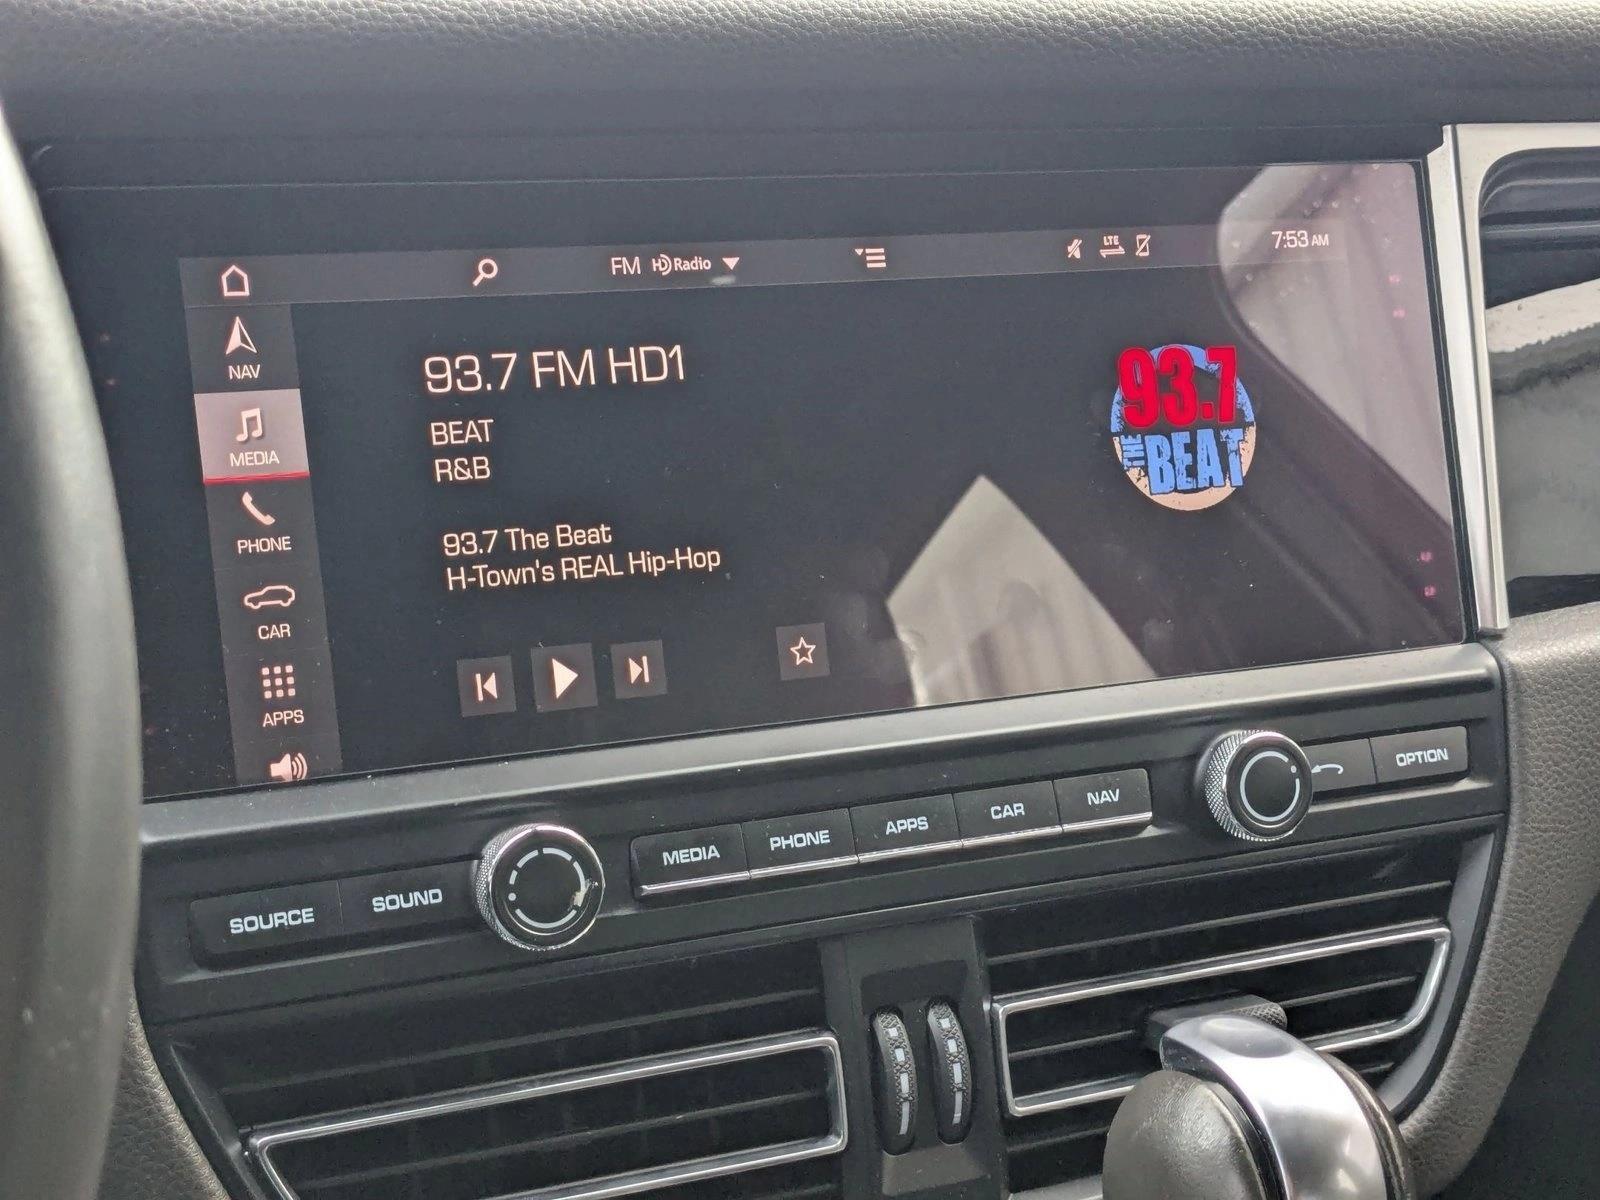 FM HD Radio
LTE
7:53 AM
NAV
MEDIA
PHONE
CAR
APPS
93.7 FM HD1
BEAT
R&B
93.7 The Beat
H-Town's REAL Hip-Hop
93.7
THE BEAT
SOURCE
SOUND
MEDIA
PHONE
APPS
CAR
NAV
OPTION